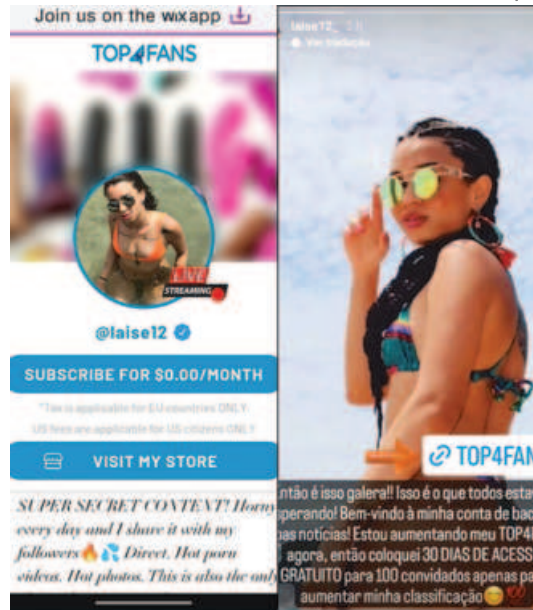 Join us on the wixapp
TOP4FANS
LIVE
STREAMING
@laise12
SUBSCRIBE FOR $0.00/MONTH
*Tax is applicable for EU countries ONLY.
US fees are applicable for US citizens ONLY.
VISIT MY STORE
SUPER SECRET CONTENT! Horny
every day and I share it with my
followers🔥💦 Direct. Hot porn
videos. Hot photos. This is also the only
laise12_
Ver tradução
TOP4FAN
ntão é isso galera!! Isso é o que todos esta
sperando! Bem-vindo à minha conta de bac
oas notícias! Estou aumentando meu TOP4
agora, então coloquei 30 DIAS DE ACESS
GRATUITO para 100 convidados apenas pa
aumentar minha classificação😊💯